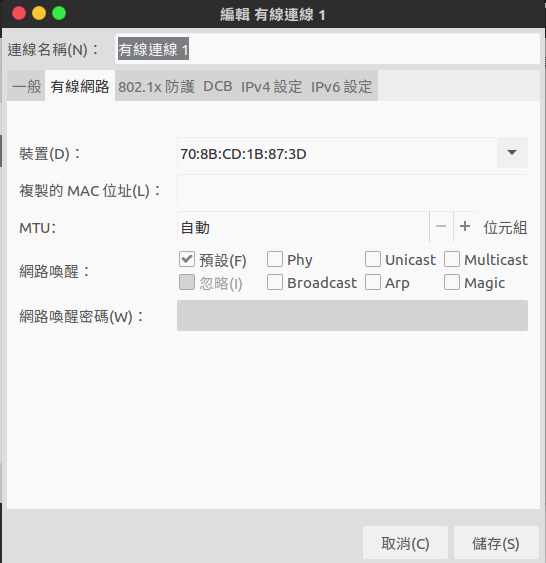 編輯 有線連線 1
連線名稱(N)： 有線連線 1
一般 有線網路 802.1x 防護 DCB IPv4 設定 IPv6 設定
裝置(D)： 70:8B:CD:1B:87:3D
複製的 MAC 位址(L)：
MTU： 自動 − + 位元組
網路喚醒： 預設(F) Phy Unicast Multicast
忽略(I) Broadcast Arp Magic
網路喚醒密碼(W)：
取消(C) 儲存(S)